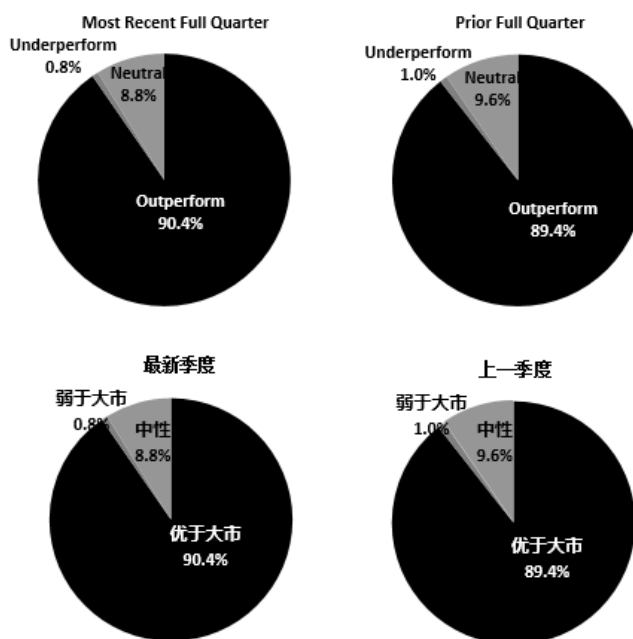 Most Recent Full Quarter
Underperform
0.8%
Neutral
8.8%
Outperform
90.4%
Prior Full Quarter
Underperform
1.0%
Neutral
9.6%
Outperform
89.4%
最新季度
弱于大市
0.8%
中性
8.8%
优于大市
90.4%
上一季度
弱于大市
1.0%
中性
9.6%
优于大市
89.4%